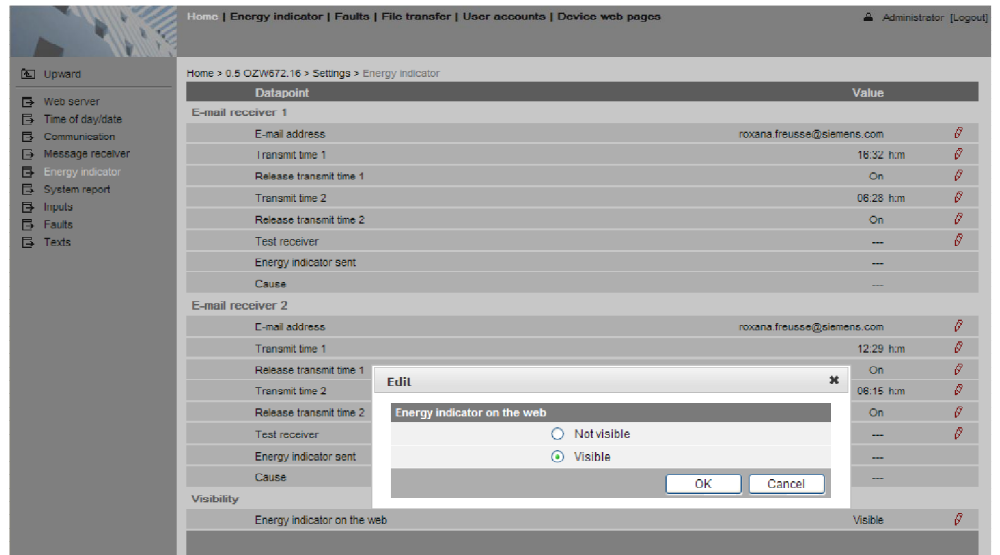 Home | Energy indicator | Faults | File transfer | User accounts | Device web pages
Administrator [Logout]
Upward
Web server
Time of day/date
Communication
Message receiver
Energy indicator
System report
Inputs
Faults
Texts
Home > 0.5 OZW672.16 > Settings > Energy indicator
Datapoint Value
E-mail receiver 1
E-mail address roxana.freusse@siemens.com
Transmit time 1 16:32 h:m
Release transmit time 1 On
Transmit time 2 06:28 h:m
Release transmit time 2 On
Test receiver ---
Energy indicator sent ---
Cause ---
E-mail receiver 2
E-mail address roxana.freusse@siemens.com
Transmit time 1 12:29 h:m
Release transmit time 1 On
Transmit time 2 06:15 h:m
Release transmit time 2 On
Test receiver ---
Energy indicator sent ---
Cause ---
Visibility
Energy indicator on the web Visible
Edit
Energy indicator on the web
Not visible
Visible
OK Cancel